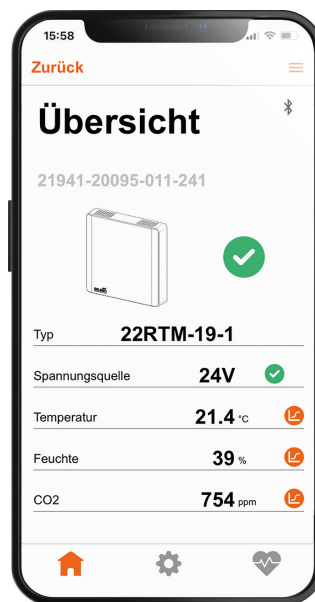 15:58
Zurück
Übersicht
21941-20095-011-241
BELIMO
Typ 22RTM-19-1
Spannungsquelle 24V
Temperatur 21.4 °C
Feuchte 39 %
CO2 754 ppm